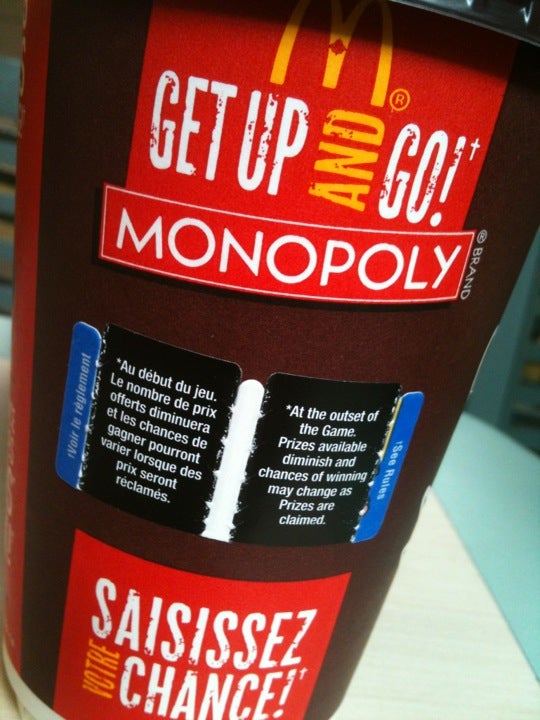 M®
GET UP AND GO!†
MONOPOLY
® BRAND
†Voir le règlement
*Au début du jeu.
Le nombre de prix
offerts diminuera
et les chances de
gagner pourront
varier lorsque des
prix seront
réclamés.
*At the outset of
the Game.
Prizes available
diminish and
chances of winning
may change as
Prizes are
claimed.
†See Rules
SAISISSEZ
VOTRE CHANCE!†